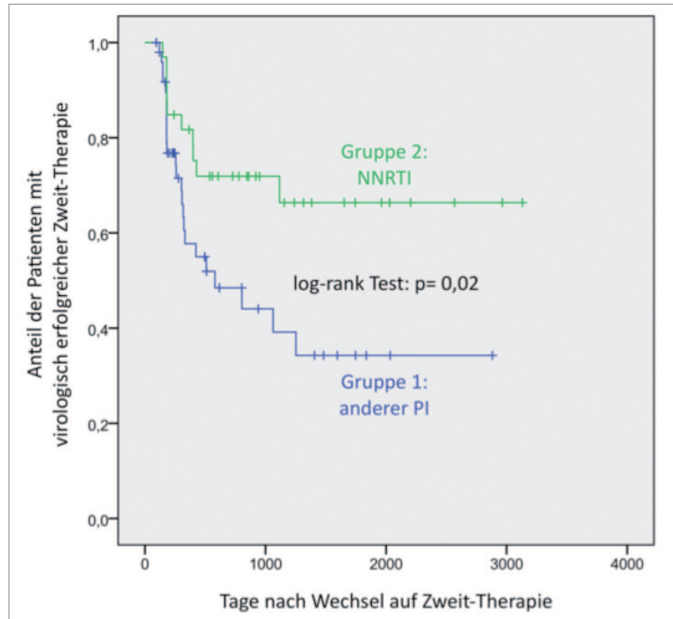 Anteil der Patienten mit
virologisch erfolgreicher Zweit-Therapie
1,0
0,8
0,6
0,4
0,2
0,0
Gruppe 2:
NNRTI
log-rank Test: p= 0,02
Gruppe 1:
anderer PI
0
1000
2000
3000
4000
Tage nach Wechsel auf Zweit-Therapie